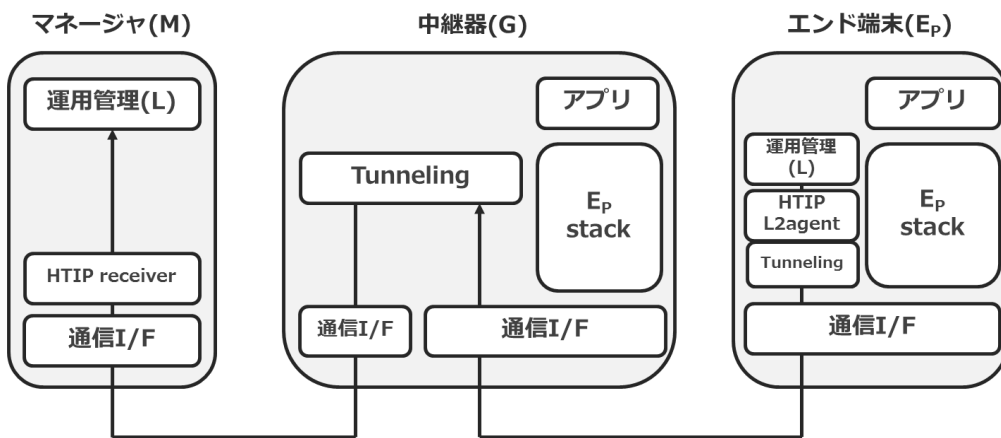 マネージャ(M)
運用管理(L)
HTIP receiver
通信I/F
中継器(G)
アプリ
Tunneling
EP
stack
通信I/F
通信I/F
エンド端末(EP)
アプリ
運用管理
(L)
HTIP
L2agent
Tunneling
EP
stack
通信I/F